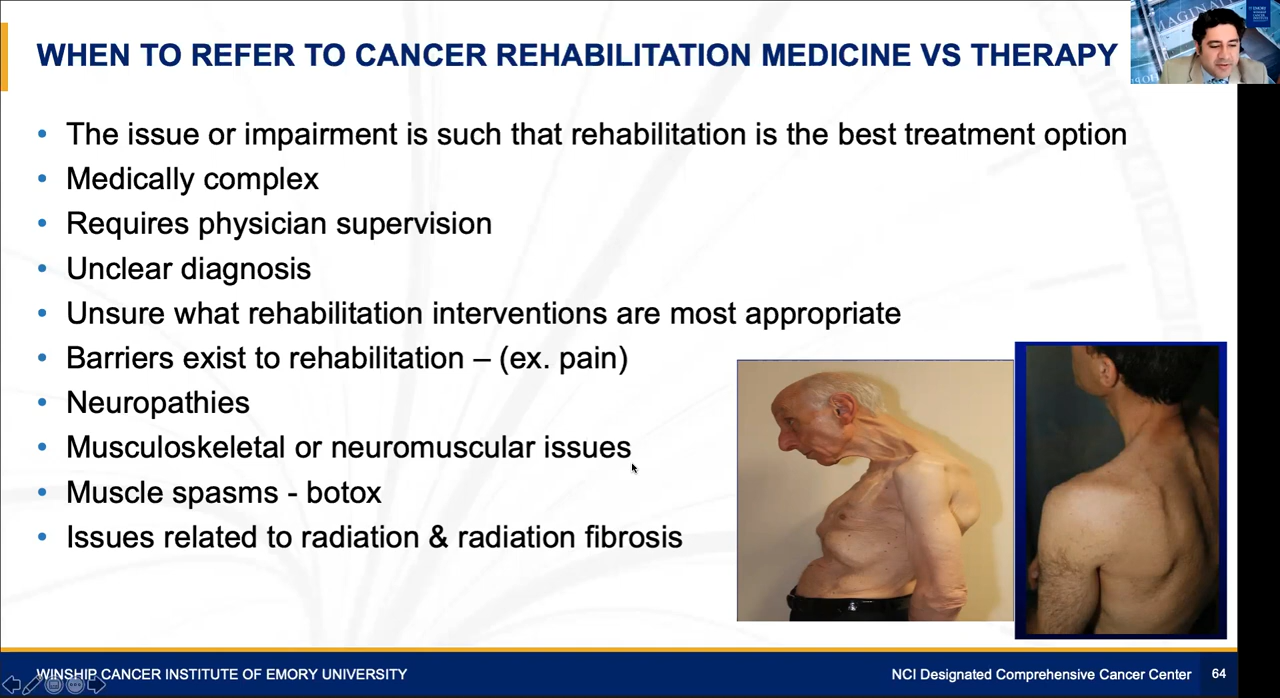 WHEN TO REFER TO CANCER REHABILITATION MEDICINE VS THERAPY
• The issue or impairment is such that rehabilitation is the best treatment option
• Medically complex
• Requires physician supervision
• Unclear diagnosis
• Unsure what rehabilitation interventions are most appropriate
• Barriers exist to rehabilitation – (ex. pain)
• Neuropathies
• Musculoskeletal or neuromuscular issues
• Muscle spasms - botox
• Issues related to radiation & radiation fibrosis
WINSHIP CANCER INSTITUTE OF EMORY UNIVERSITY
NCI Designated Comprehensive Cancer Center 64
EMORY